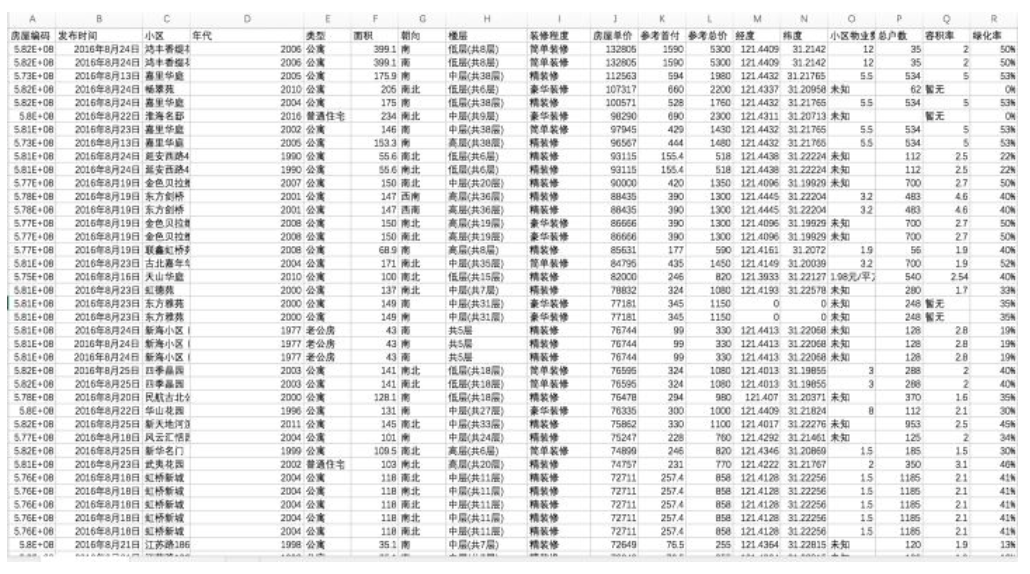 A B C D E F G H I J K L M N O P Q R
房屋编码 发布时间 小区 年代 类型 面积 朝向 楼层 装修程度 房屋单价 参考首付 参考总价 经度 纬度 小区物业费 总户数 容积率 绿化率
5.82E+08 2016年8月24日 鸿丰香缇 2006 公寓 399.1 南 低层(共8层) 简单装修 132805 1590 5300 121.4409 31.2142 12 35 2 50%
5.82E+08 2016年8月24日 鸿丰香缇 2006 公寓 399.1 南 低层(共8层) 简单装修 132805 1590 5300 121.4409 31.2142 12 35 2 50%
5.73E+08 2016年8月13日 嘉里华庭 2005 公寓 175.9 南 中层(共38层) 简单装修 112563 594 1980 121.4432 31.21765 5.5 534 5 53%
5.82E+08 2016年8月24日 畅翠苑 2010 公寓 205 南北 低层(共6层) 豪华装修 107317 660 2200 121.4337 31.20958 未知 62 暂无 0%
5.82E+08 2016年8月24日 嘉里华庭 2004 公寓 175 南 低层(共38层) 精装修 100571 528 1760 121.4432 31.21765 5.5 534 5 53%
5.8E+08 2016年8月22日 淮海名邸 2016 普通住宅 234 南北 中层(共9层) 豪华装修 98290 690 2300 121.4311 31.20713 未知 暂无 0%
5.81E+08 2016年8月23日 嘉里华庭 2002 公寓 146 南 中层(共38层) 简单装修 97945 429 1430 121.4432 31.21765 5.5 534 5 53%
5.73E+08 2016年8月13日 嘉里华庭 2005 公寓 153.3 南 高层(共38层) 精装修 96567 444 1480 121.4432 31.21765 5.5 534 5 53%
5.81E+08 2016年8月24日 延安西路4 1990 公寓 55.6 南北 低层(共6层) 精装修 93115 155.4 518 121.4438 31.22224 未知 112 2.5 22%
5.81E+08 2016年8月24日 延安西路4 1990 公寓 55.6 南北 低层(共6层) 精装修 93115 155.4 518 121.4438 31.22224 未知 112 2.5 22%
5.77E+08 2016年8月19日 金色贝拉维 2007 公寓 150 南北 中层(共20层) 精装修 90000 420 1350 121.4096 31.19929 未知 700 2.7 50%
5.78E+08 2016年8月19日 东方剑桥 2001 公寓 147 西南 高层(共36层) 精装修 88435 390 1300 121.4445 31.22204 3.2 483 4.6 40%
5.78E+08 2016年8月19日 东方剑桥 2001 公寓 147 西南 高层(共36层) 精装修 88435 390 1300 121.4445 31.22204 3.2 483 4.6 40%
5.77E+08 2016年8月19日 金色贝拉维 2008 公寓 150 南北 高层(共19层) 豪华装修 86666 390 1300 121.4096 31.19929 未知 700 2.7 50%
5.77E+08 2016年8月19日 金色贝拉维 2008 公寓 150 南北 高层(共19层) 豪华装修 86666 390 1300 121.4096 31.19929 未知 700 2.7 50%
5.77E+08 2016年8月19日 联鑫虹桥 2008 公寓 68.9 南 高层(共8层) 精装修 85631 177 590 121.4161 31.2072 1.9 56 1.9 40%
5.81E+08 2016年8月23日 古北嘉年华 2004 公寓 171 南北 中层(共35层) 豪华装修 84795 435 1450 121.4149 31.20039 3.2 700 1.9 52%
5.75E+08 2016年8月16日 天山华庭 2010 公寓 100 南北 低层(共15层) 精装修 82000 246 820 121.3933 31.22127 1.98元/平 540 2.54 40%
5.81E+08 2016年8月23日 虹德苑 2000 公寓 137 南北 中层(共7层) 精装修 78832 324 1080 121.4193 31.22578 未知 280 1.7 33%
5.81E+08 2016年8月23日 东方雅苑 2000 公寓 149 南 中层(共31层) 豪华装修 77181 345 1150 0 0 未知 248 暂无 35%
5.81E+08 2016年8月23日 东方雅苑 2000 公寓 149 南 中层(共31层) 豪华装修 77181 345 1150 0 0 未知 248 暂无 35%
5.81E+08 2016年8月24日 新海小区 1977 老公房 43 南 共5层 精装修 76744 99 330 121.4413 31.22068 未知 128 2.8 19%
5.81E+08 2016年8月24日 新海小区 1977 老公房 43 南 共5层 精装修 76744 99 330 121.4413 31.22068 未知 128 2.8 19%
5.81E+08 2016年8月24日 新海小区 1977 老公房 43 南 共5层 精装修 76744 99 330 121.4413 31.22068 未知 128 2.8 19%
5.82E+08 2016年8月25日 四季晶园 2003 公寓 141 南北 低层(共18层) 简单装修 76595 324 1080 121.4013 31.19855 3 288 2 40%
5.82E+08 2016年8月25日 四季晶园 2003 公寓 141 南北 低层(共18层) 简单装修 76595 324 1080 121.4013 31.19855 3 288 2 40%
5.78E+08 2016年8月20日 民航古北公 2000 公寓 128.1 南 低层(共18层) 精装修 76478 294 980 121.407 31.20371 未知 370 1.6 35%
5.8E+08 2016年8月22日 华山花园 1996 公寓 131 南 中层(共27层) 豪华装修 76335 300 1000 121.4409 31.21824 8 112 2.1 30%
5.82E+08 2016年8月25日 新天地河滨 2011 公寓 145 南 中层(共33层) 精装修 75862 330 1100 121.4017 31.22276 未知 953 2.5 45%
5.77E+08 2016年8月18日 风云汇恬园 2004 公寓 101 南 中层(共24层) 精装修 75247 228 760 121.4292 31.21461 未知 125 2 34%
5.82E+08 2016年8月25日 新华名门 1999 公寓 109.5 南北 高层(共6层) 简单装修 74899 246 820 121.4346 31.20869 1.5 185 1.5 30%
5.81E+08 2016年8月23日 武夷花园 2002 普通住宅 103 南北 高层(共20层) 精装修 74757 231 770 121.4222 31.21767 2 350 3.1 46%
5.76E+08 2016年8月18日 虹桥新城 2004 公寓 118 南北 中层(共11层) 精装修 72711 257.4 858 121.4128 31.22256 1.5 1185 2.1 41%
5.76E+08 2016年8月18日 虹桥新城 2004 公寓 118 南北 中层(共11层) 精装修 72711 257.4 858 121.4128 31.22256 1.5 1185 2.1 41%
5.76E+08 2016年8月18日 虹桥新城 2004 公寓 118 南北 中层(共11层) 精装修 72711 257.4 858 121.4128 31.22256 1.5 1185 2.1 41%
5.76E+08 2016年8月18日 虹桥新城 2004 公寓 118 南北 中层(共11层) 精装修 72711 257.4 858 121.4128 31.22256 1.5 1185 2.1 41%
5.76E+08 2016年8月18日 虹桥新城 2004 公寓 118 南北 中层(共11层) 精装修 72711 257.4 858 121.4128 31.22256 1.5 1185 2.1 41%
5.8E+08 2016年8月21日 江苏路186 1998 公寓 35.1 南 中层(共7层) 精装修 72649 76.5 255 121.4364 31.22815 未知 120 1.9 13%